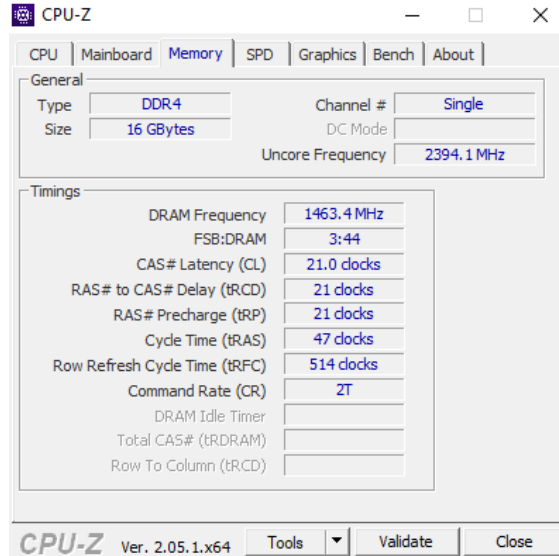 CPU-Z
CPU Mainboard Memory SPD Graphics Bench About
General
Type DDR4 Channel # Single
Size 16 GBytes DC Mode
Uncore Frequency 2394.1 MHz
Timings
DRAM Frequency 1463.4 MHz
FSB:DRAM 3:44
CAS# Latency (CL) 21.0 clocks
RAS# to CAS# Delay (tRCD) 21 clocks
RAS# Precharge (tRP) 21 clocks
Cycle Time (tRAS) 47 clocks
Row Refresh Cycle Time (tRFC) 514 clocks
Command Rate (CR) 2T
DRAM Idle Timer
Total CAS# (tRDRAM)
Row To Column (tRCD)
CPU-Z Ver. 2.05.1.x64 Tools Validate Close